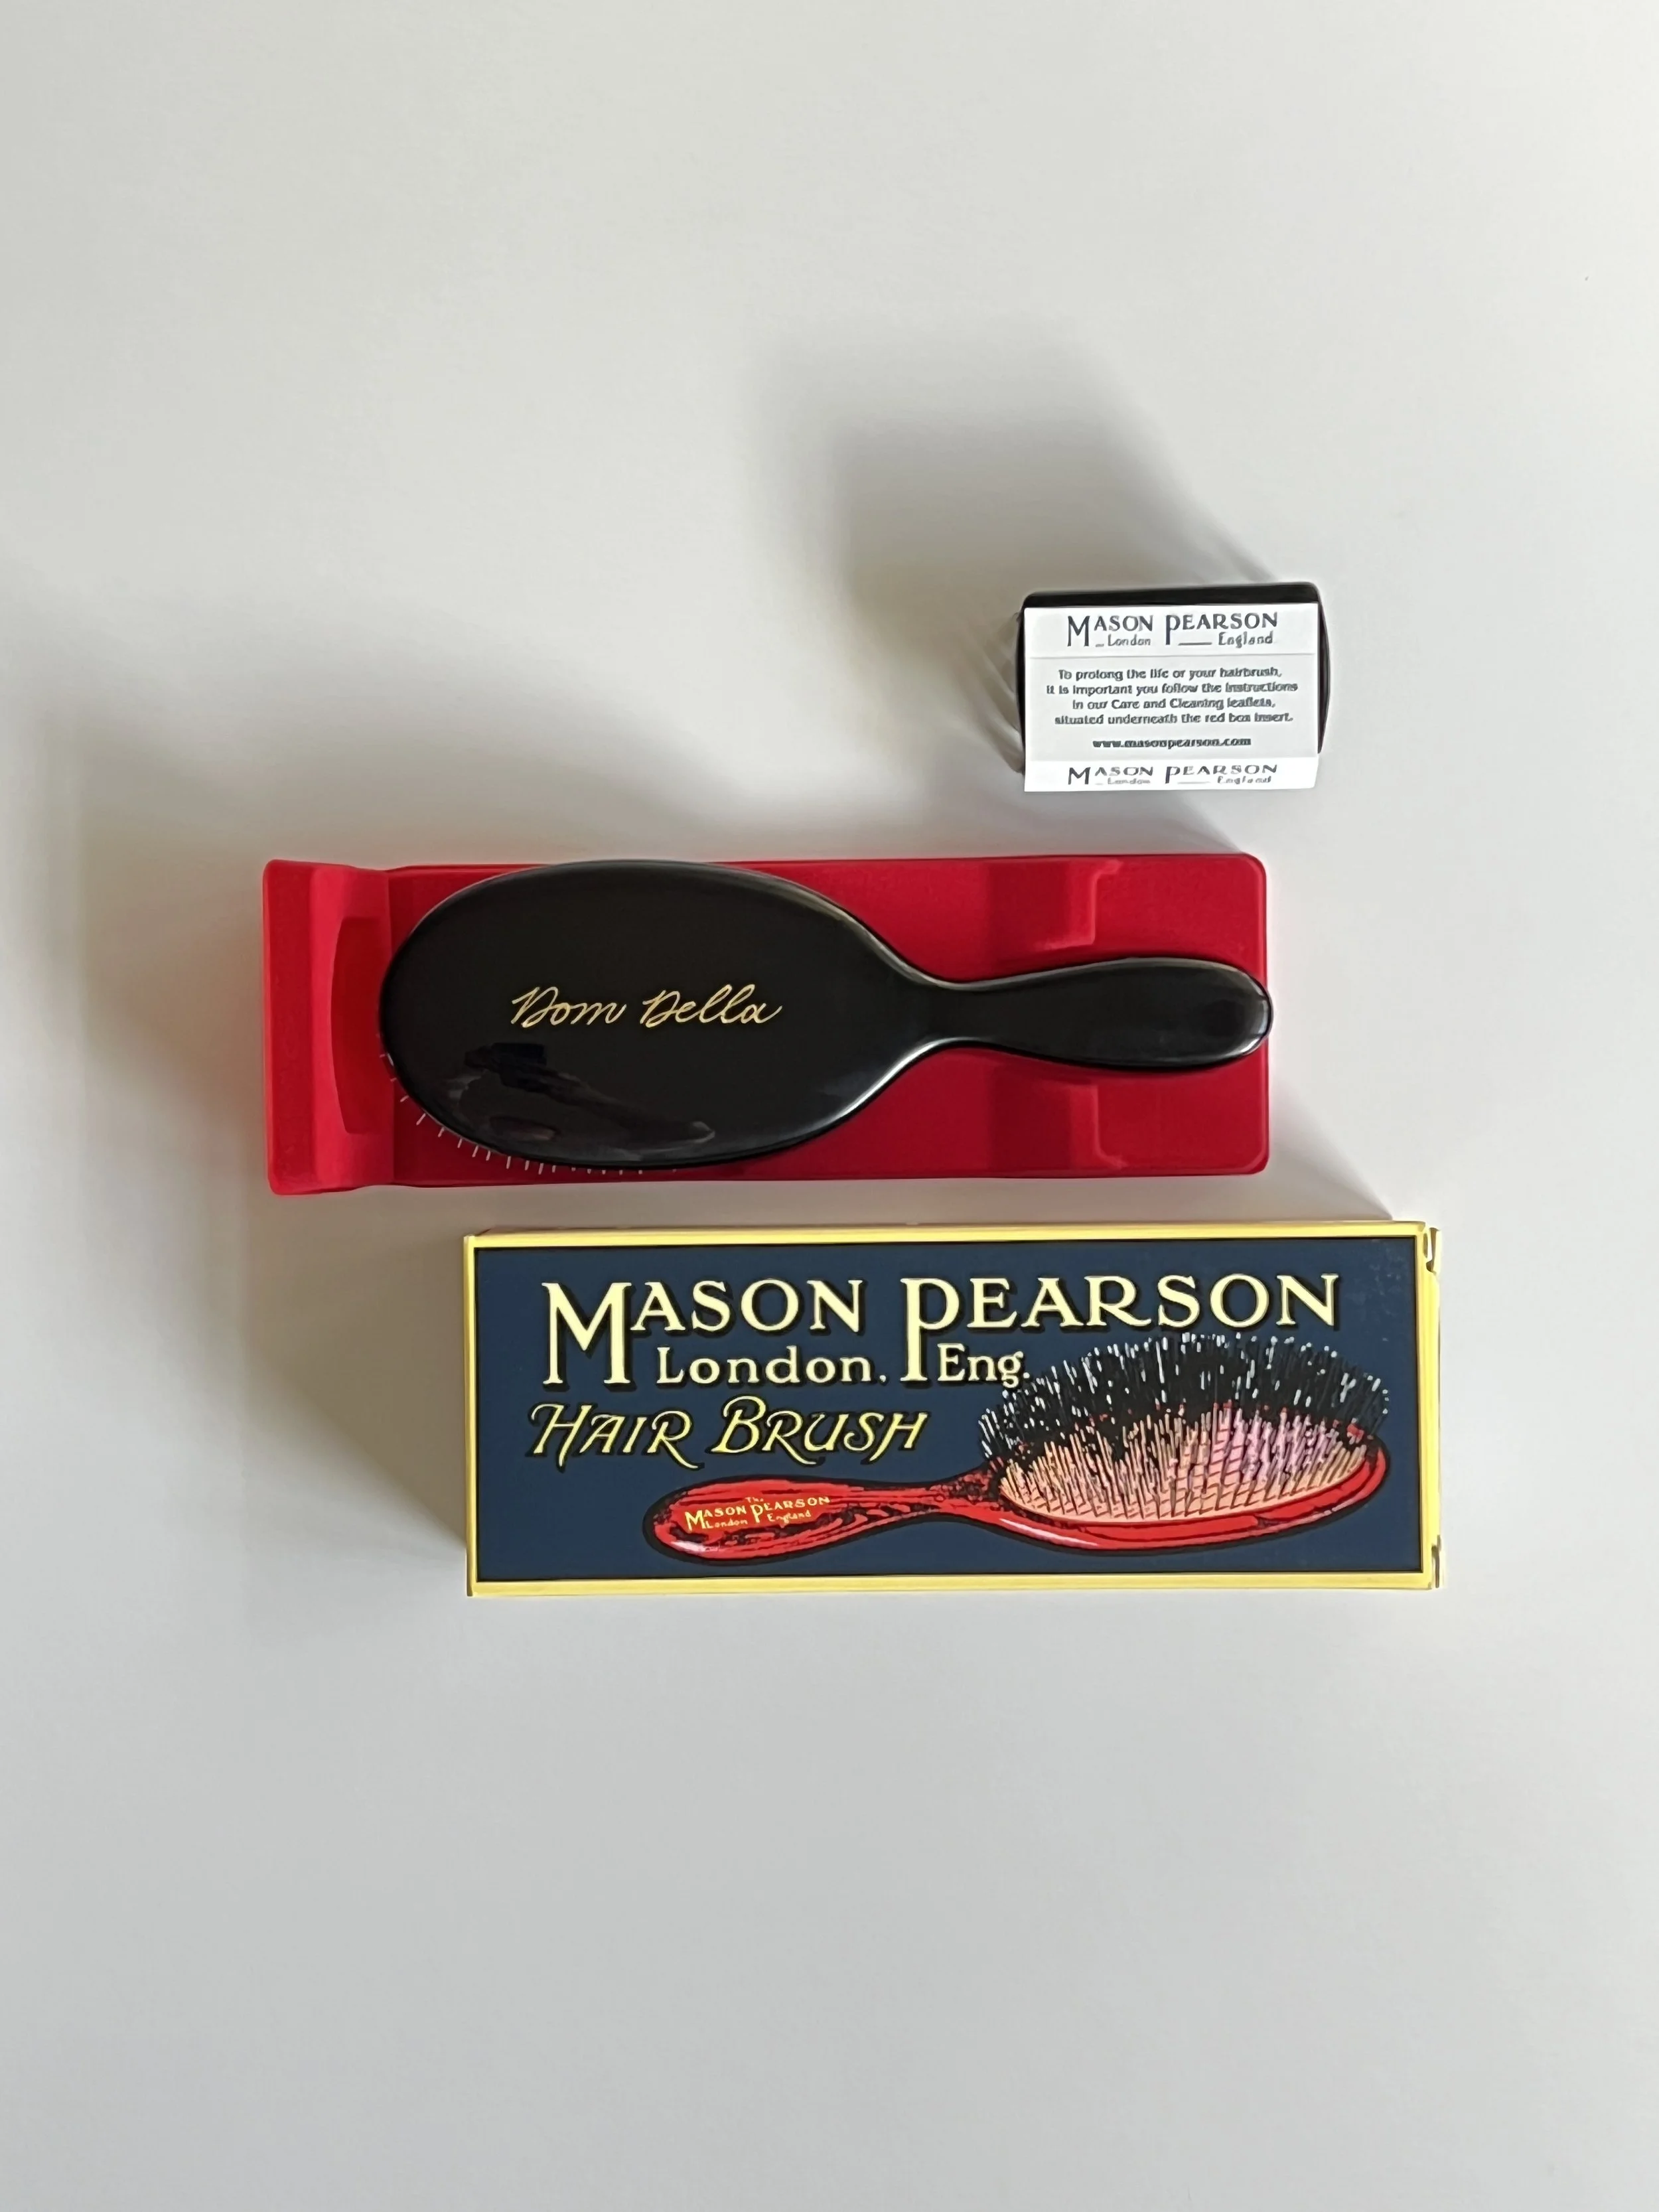 MASON PEARSON
London England
To prolong the life or your hairbrush,
it is important you follow the instructions
in our Care and Cleaning leaflets,
situated underneath the red box insert.
www.masonpearson.com
MASON PEARSON
London England
Dom Della
MASON PEARSON
London. Eng.
HAIR BRUSH
The
MASON PEARSON
London England